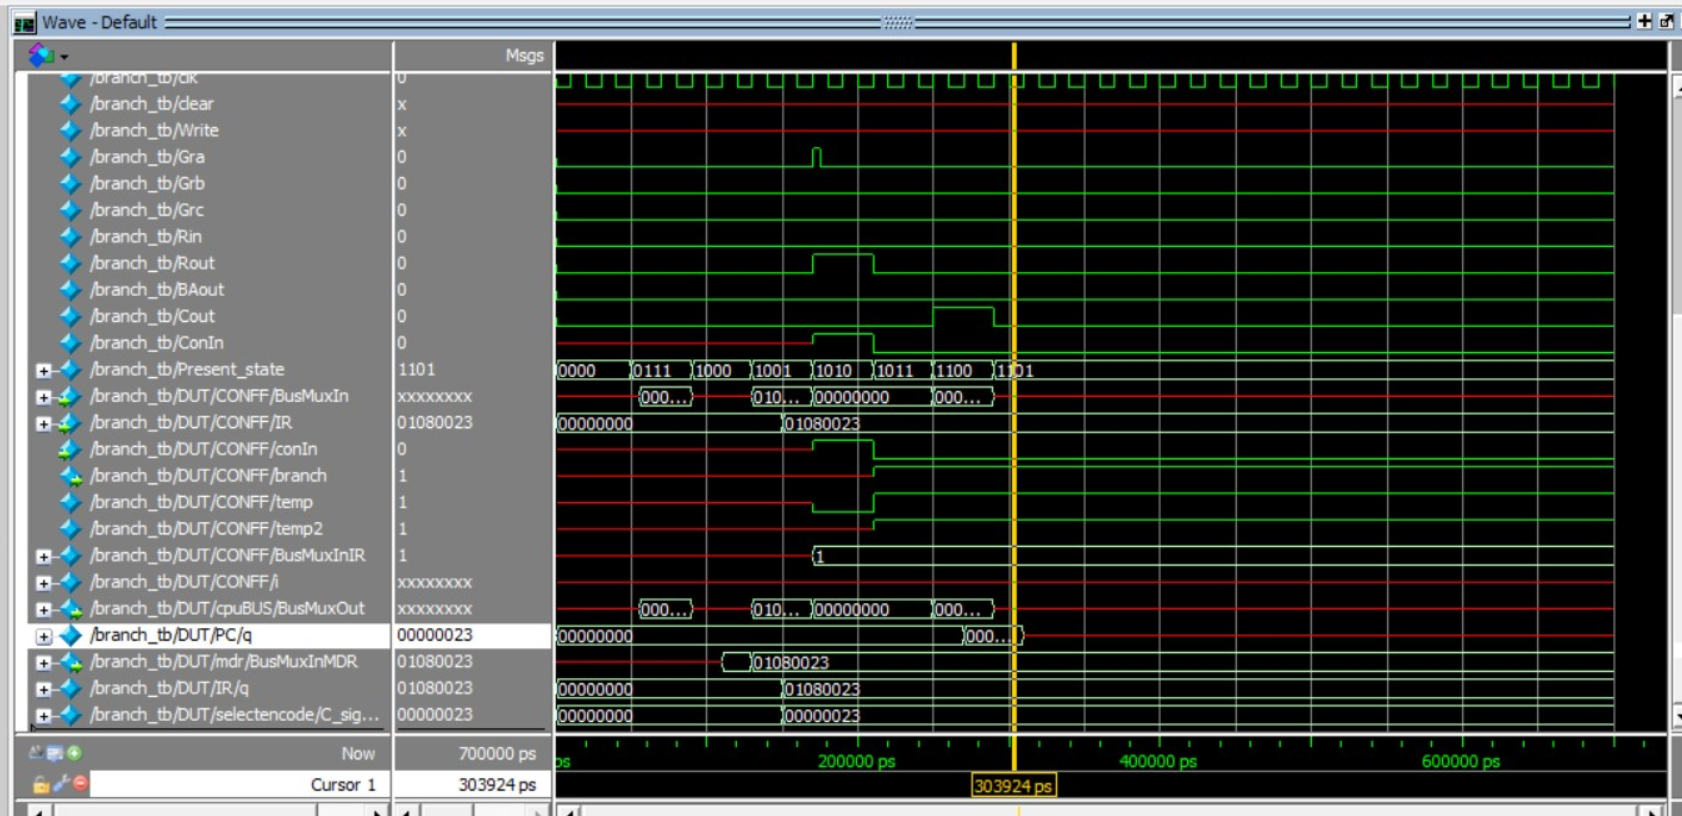 Wave - Default
Msgs
/branch_tb/clk 0
/branch_tb/clear x
/branch_tb/Write x
/branch_tb/Gra 0
/branch_tb/Grb 0
/branch_tb/Grc 0
/branch_tb/Rin 0
/branch_tb/Rout 0
/branch_tb/BAout 0
/branch_tb/Cout 0
/branch_tb/ConIn 0
/branch_tb/Present_state 1101 0000 0111 1000 1001 1010 1011 1100 1101
/branch_tb/DUT/CONFF/BusMuxIn xxxxxxxx 000... 010... 00000000 000...
/branch_tb/DUT/CONFF/IR 01080023 00000000 01080023
/branch_tb/DUT/CONFF/conIn 0
/branch_tb/DUT/CONFF/branch 1
/branch_tb/DUT/CONFF/temp 1
/branch_tb/DUT/CONFF/temp2 1
/branch_tb/DUT/CONFF/BusMuxInIR 1 1
/branch_tb/DUT/CONFF/i xxxxxxxx
/branch_tb/DUT/cpuBUS/BusMuxOut xxxxxxxx 000... 010... 00000000 000...
/branch_tb/DUT/PC/q 00000023 00000000 000...
/branch_tb/DUT/mdr/BusMuxInMDR 01080023 01080023
/branch_tb/DUT/IR/q 01080023 00000000 01080023
/branch_tb/DUT/selectencode/C_sig... 00000023 00000000 00000023
Now 700000 ps ps 200000 ps 400000 ps 600000 ps
Cursor 1 303924 ps 303924 ps